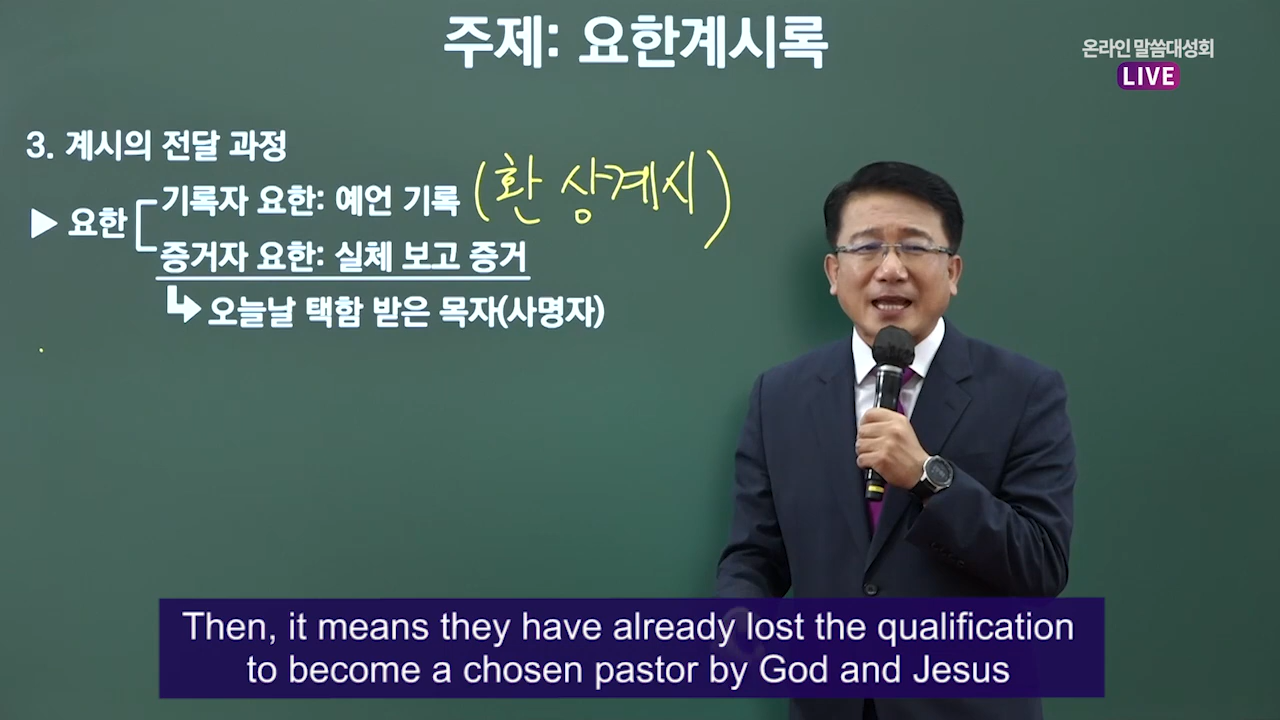 주제: 요한계시록
온라인 말씀대성회
LIVE
3. 계시의 전달 과정
▶ 요한
기록자 요한: 예언 기록 (환상계시)
증거자 요한: 실체 보고 증거
오늘날 택함 받은 목자(사명자)
Then, it means they have already lost the qualification
to become a chosen pastor by God and Jesus